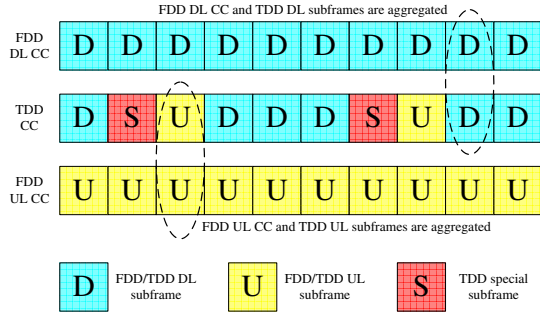 FDD DL CC and TDD DL subframes are aggregated
FDD
DL CC
D D D D D D D D D D
TDD
CC
D S U D D D S U D D
FDD
UL CC
U U U U U U U U U U
FDD UL CC and TDD UL subframes are aggregated
D FDD/TDD DL
subframe
U FDD/TDD UL
subframe
S TDD special
subframe